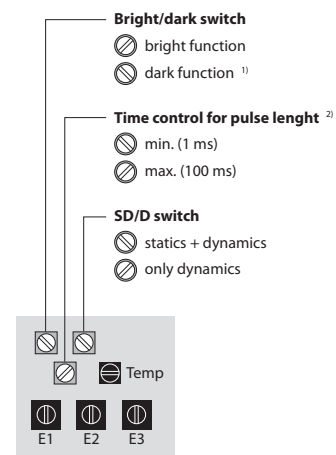 Bright/dark switch
bright function
dark function 1)
Time control for pulse lenght 2)
min. (1 ms)
max. (100 ms)
SD/D switch
statics + dynamics
only dynamics
Temp
E1 E2 E3